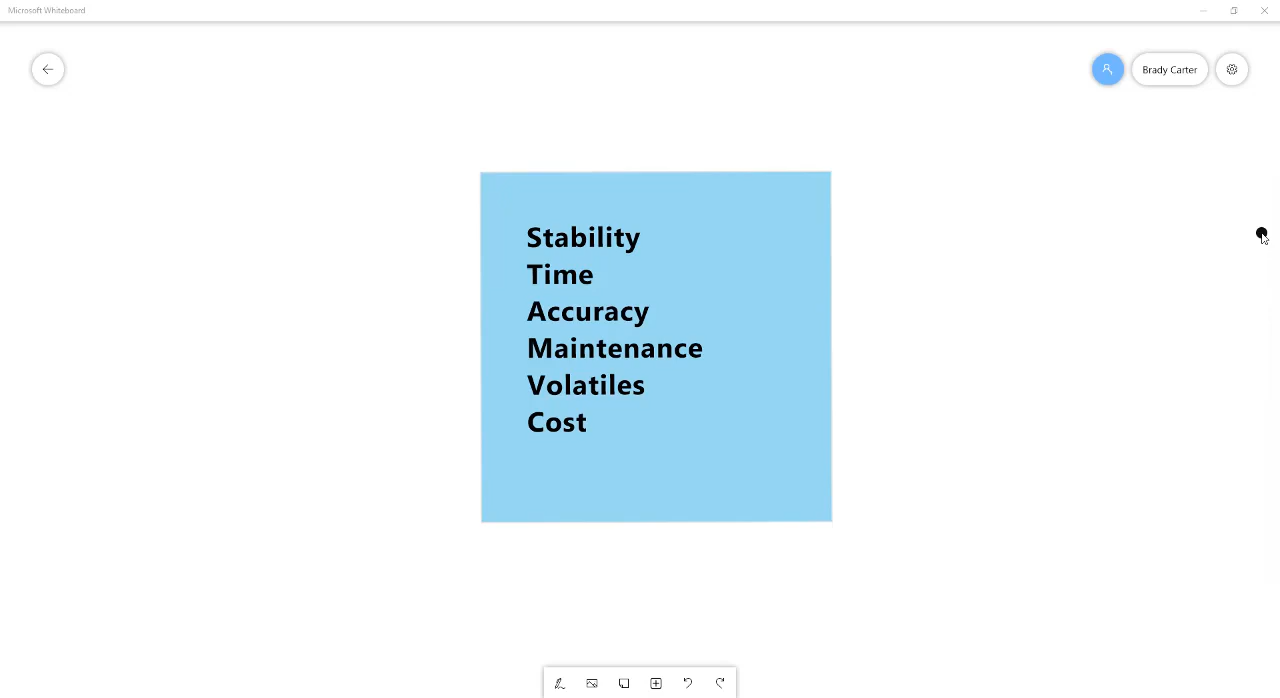 Microsoft Whiteboard
Brady Carter
Stability
Time
Accuracy
Maintenance
Volatiles
Cost